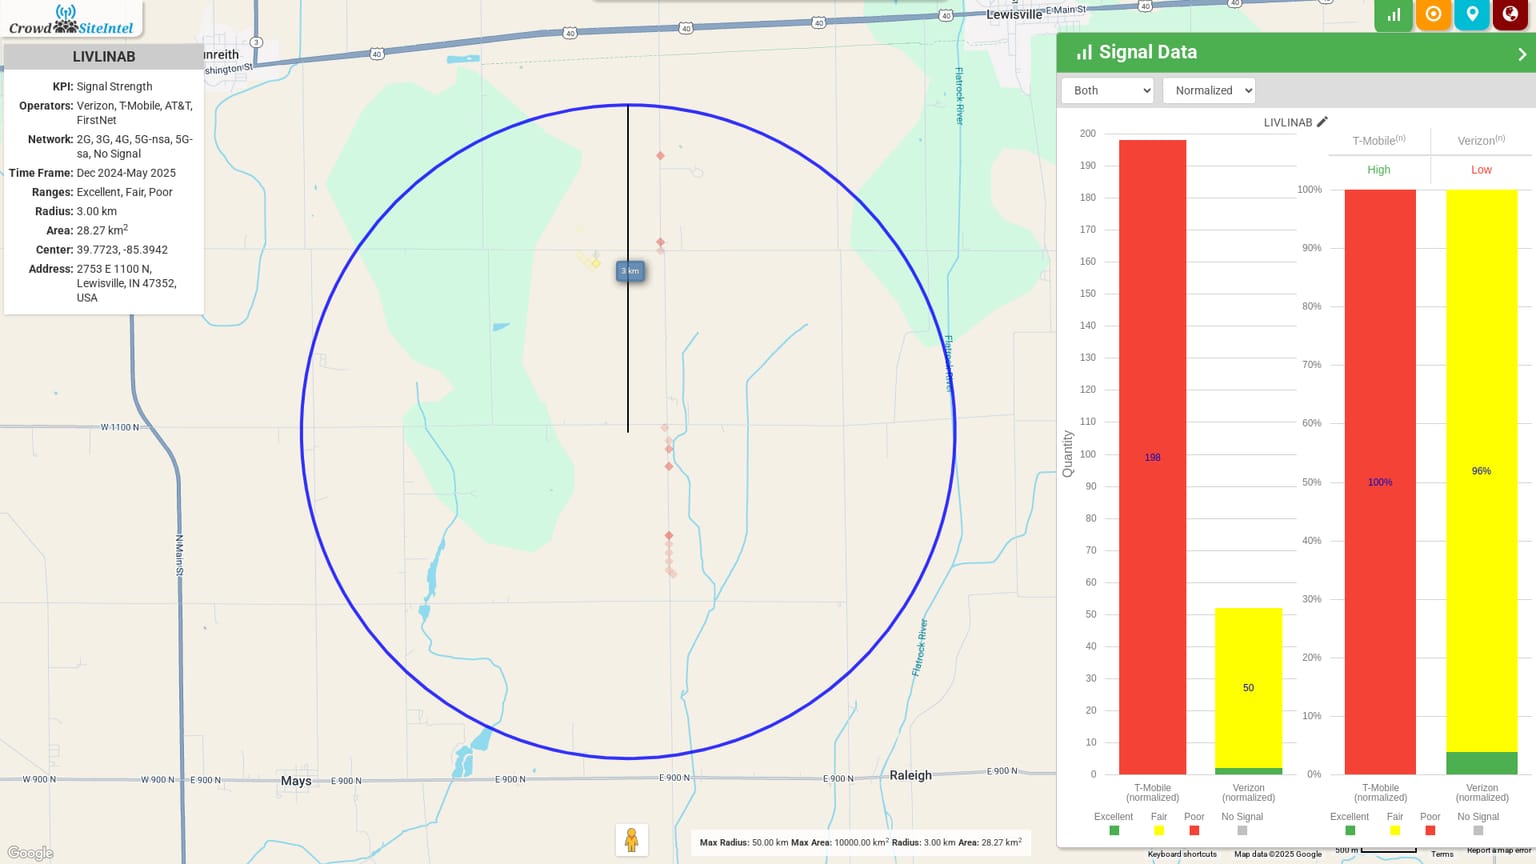 Crowd SiteIntel
LIVLINAB
KPI: Signal Strength
Operators: Verizon, T-Mobile, AT&T,
FirstNet
Network: 2G, 3G, 4G, 5G-nsa, 5G-
sa, No Signal
Time Frame: Dec 2024-May 2025
Ranges: Excellent, Fair, Poor
Radius: 3.00 km
Area: 28.27 km2
Center: 39.7723, -85.3942
Address: 2753 E 1100 N,
Lewisville, IN 47352,
USA
unreith
shington St
3
40
40
40
40
40
40
40
Lewisville
E Main St
Flatrock River
3 km
Flatrock River
W 1100 N
N Main St
Flatrock River
W 900 N
W 900 N
E 900 N
Mays
E 900 N
E 900 N
E 900 N
E 900 N
Raleigh
E 900 N
Max Radius: 50.00 km Max Area: 10000.00 km2 Radius: 3.00 km Area: 28.27 km2
Google
Signal Data
Both
Normalized
LIVLINAB
Quantity
200
190
180
170
160
150
140
130
120
110
100
90
80
70
60
50
40
30
20
10
0
198
50
T-Mobile
(normalized)
Verizon
(normalized)
Excellent
Fair
Poor
No Signal
T-Mobile(n)
Verizon(n)
High
Low
100%
90%
80%
70%
60%
50%
40%
30%
20%
10%
0%
100%
96%
T-Mobile
(normalized)
Verizon
(normalized)
Excellent
Fair
Poor
No Signal
Keyboard shortcuts
Map data ©2025 Google
500 m
Terms
Report a map error